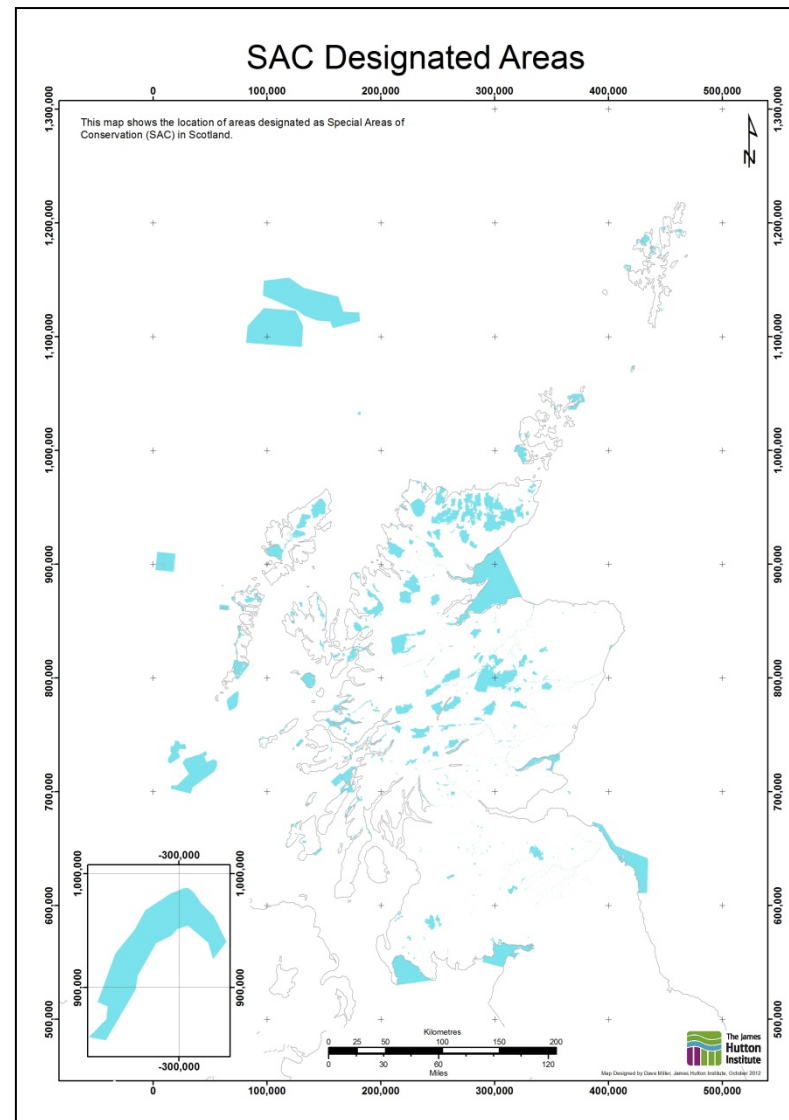 SAC Designated Areas
0 100,000 200,000 300,000 400,000 500,000
This map shows the location of areas designated as Special Areas of
Conservation (SAC) in Scotland.
N
1,300,000 1,300,000
1,200,000 1,200,000
1,100,000 1,100,000
1,000,000 1,000,000
900,000 900,000
800,000 800,000
700,000 700,000
600,000 600,000
500,000 500,000
-300,000
1,000,000 1,000,000
900,000 900,000
-300,000
Kilometres
0 25 50 100 150 200
0 30 60 120
Miles
The James
Hutton
Institute
Map Designed by Dave Miller, James Hutton Institute, October 2012
0 100,000 200,000 300,000 400,000 500,000